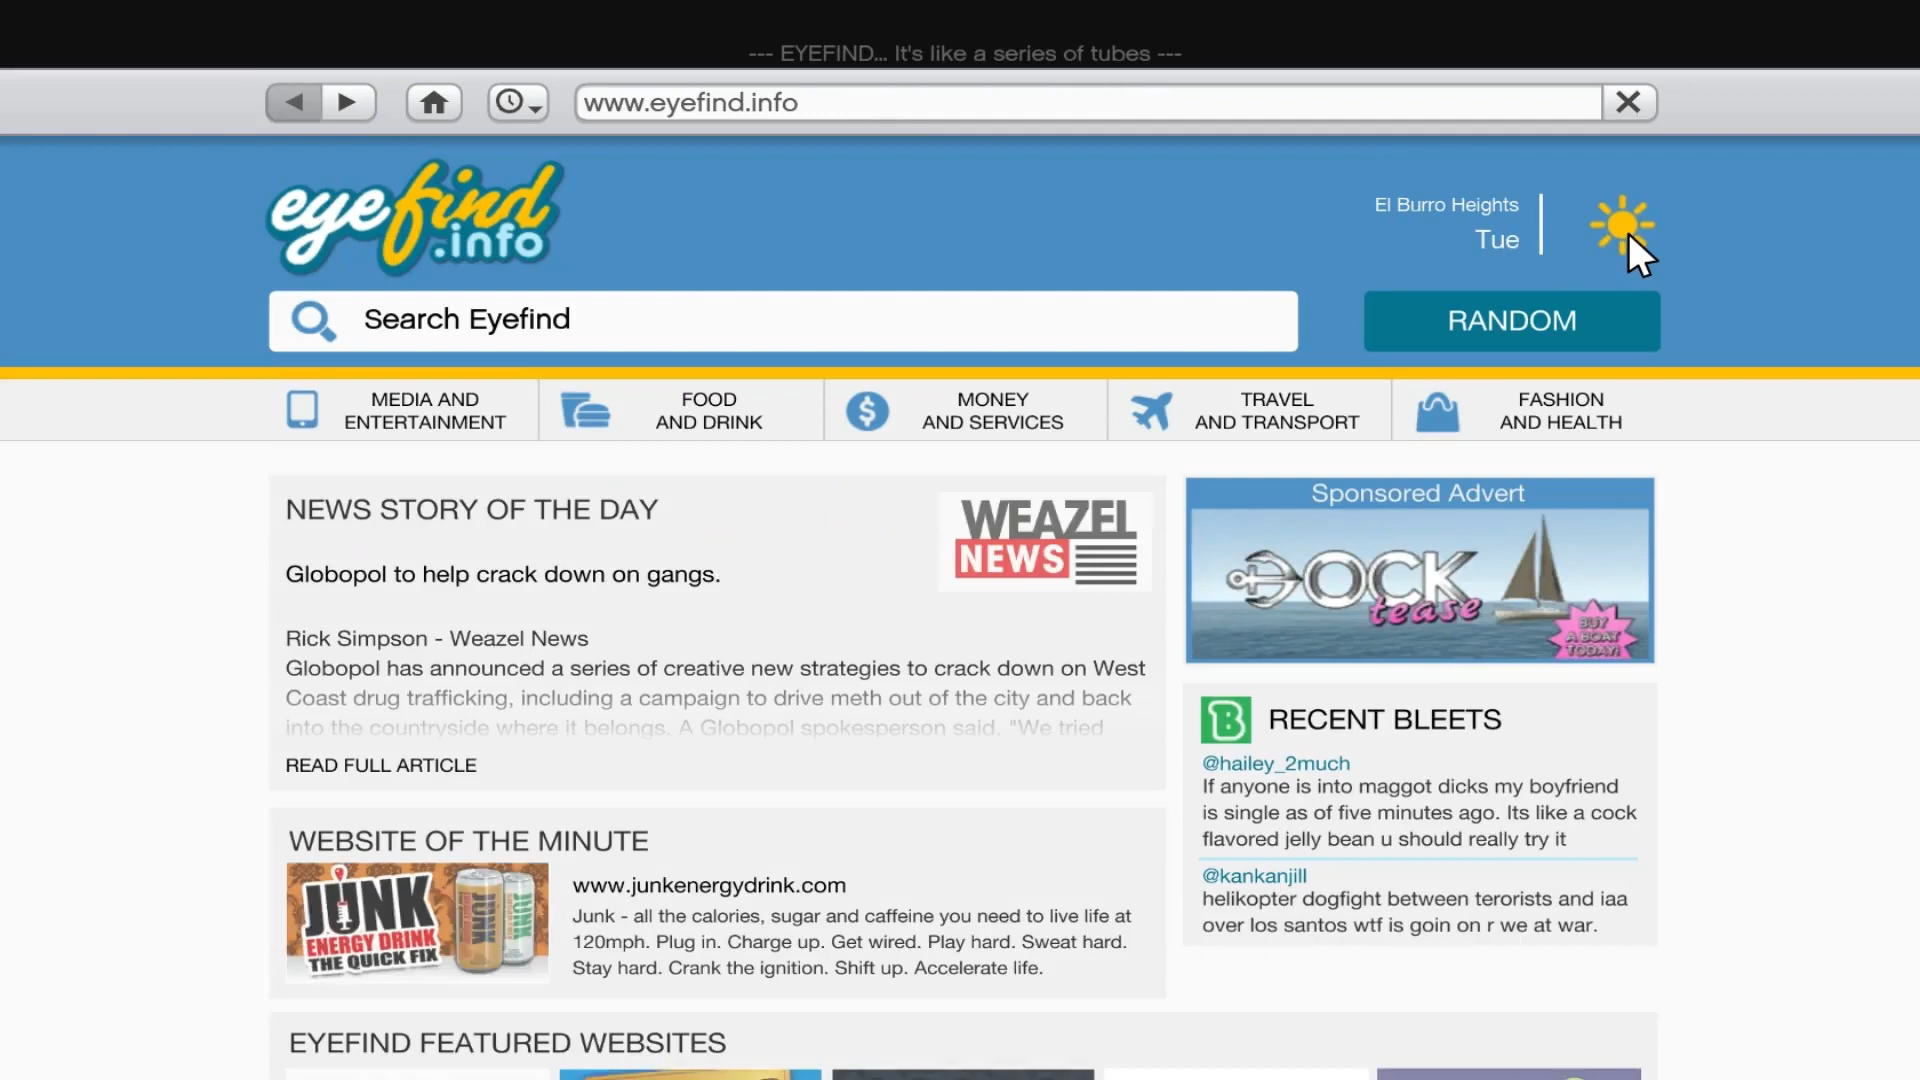 --- EYEFIND... It's like a series of tubes ---
www.eyefind.info
eyefind
.info
El Burro Heights
Tue
Search Eyefind
RANDOM
MEDIA AND
ENTERTAINMENT
FOOD
AND DRINK
MONEY
AND SERVICES
TRAVEL
AND TRANSPORT
FASHION
AND HEALTH
NEWS STORY OF THE DAY
WEAZEL
NEWS
Globopol to help crack down on gangs.
Rick Simpson - Weazel News
Globopol has announced a series of creative new strategies to crack down on West
Coast drug trafficking, including a campaign to drive meth out of the city and back
into the countryside where it belongs. A Globopol spokesperson said. "We tried
READ FULL ARTICLE
Sponsored Advert
DOCK
tease
BUY
A BOAT
TODAY!
RECENT BLEETS
@hailey_2much
If anyone is into maggot dicks my boyfriend
is single as of five minutes ago. Its like a cock
flavored jelly bean u should really try it
@kankanjill
helikopter dogfight between terorists and iaa
over los santos wtf is goin on r we at war.
WEBSITE OF THE MINUTE
JUNK
ENERGY DRINK
THE QUICK FIX
JUNK
JUNK
www.junkenergydrink.com
Junk - all the calories, sugar and caffeine you need to live life at
120mph. Plug in. Charge up. Get wired. Play hard. Sweat hard.
Stay hard. Crank the ignition. Shift up. Accelerate life.
EYEFIND FEATURED WEBSITES